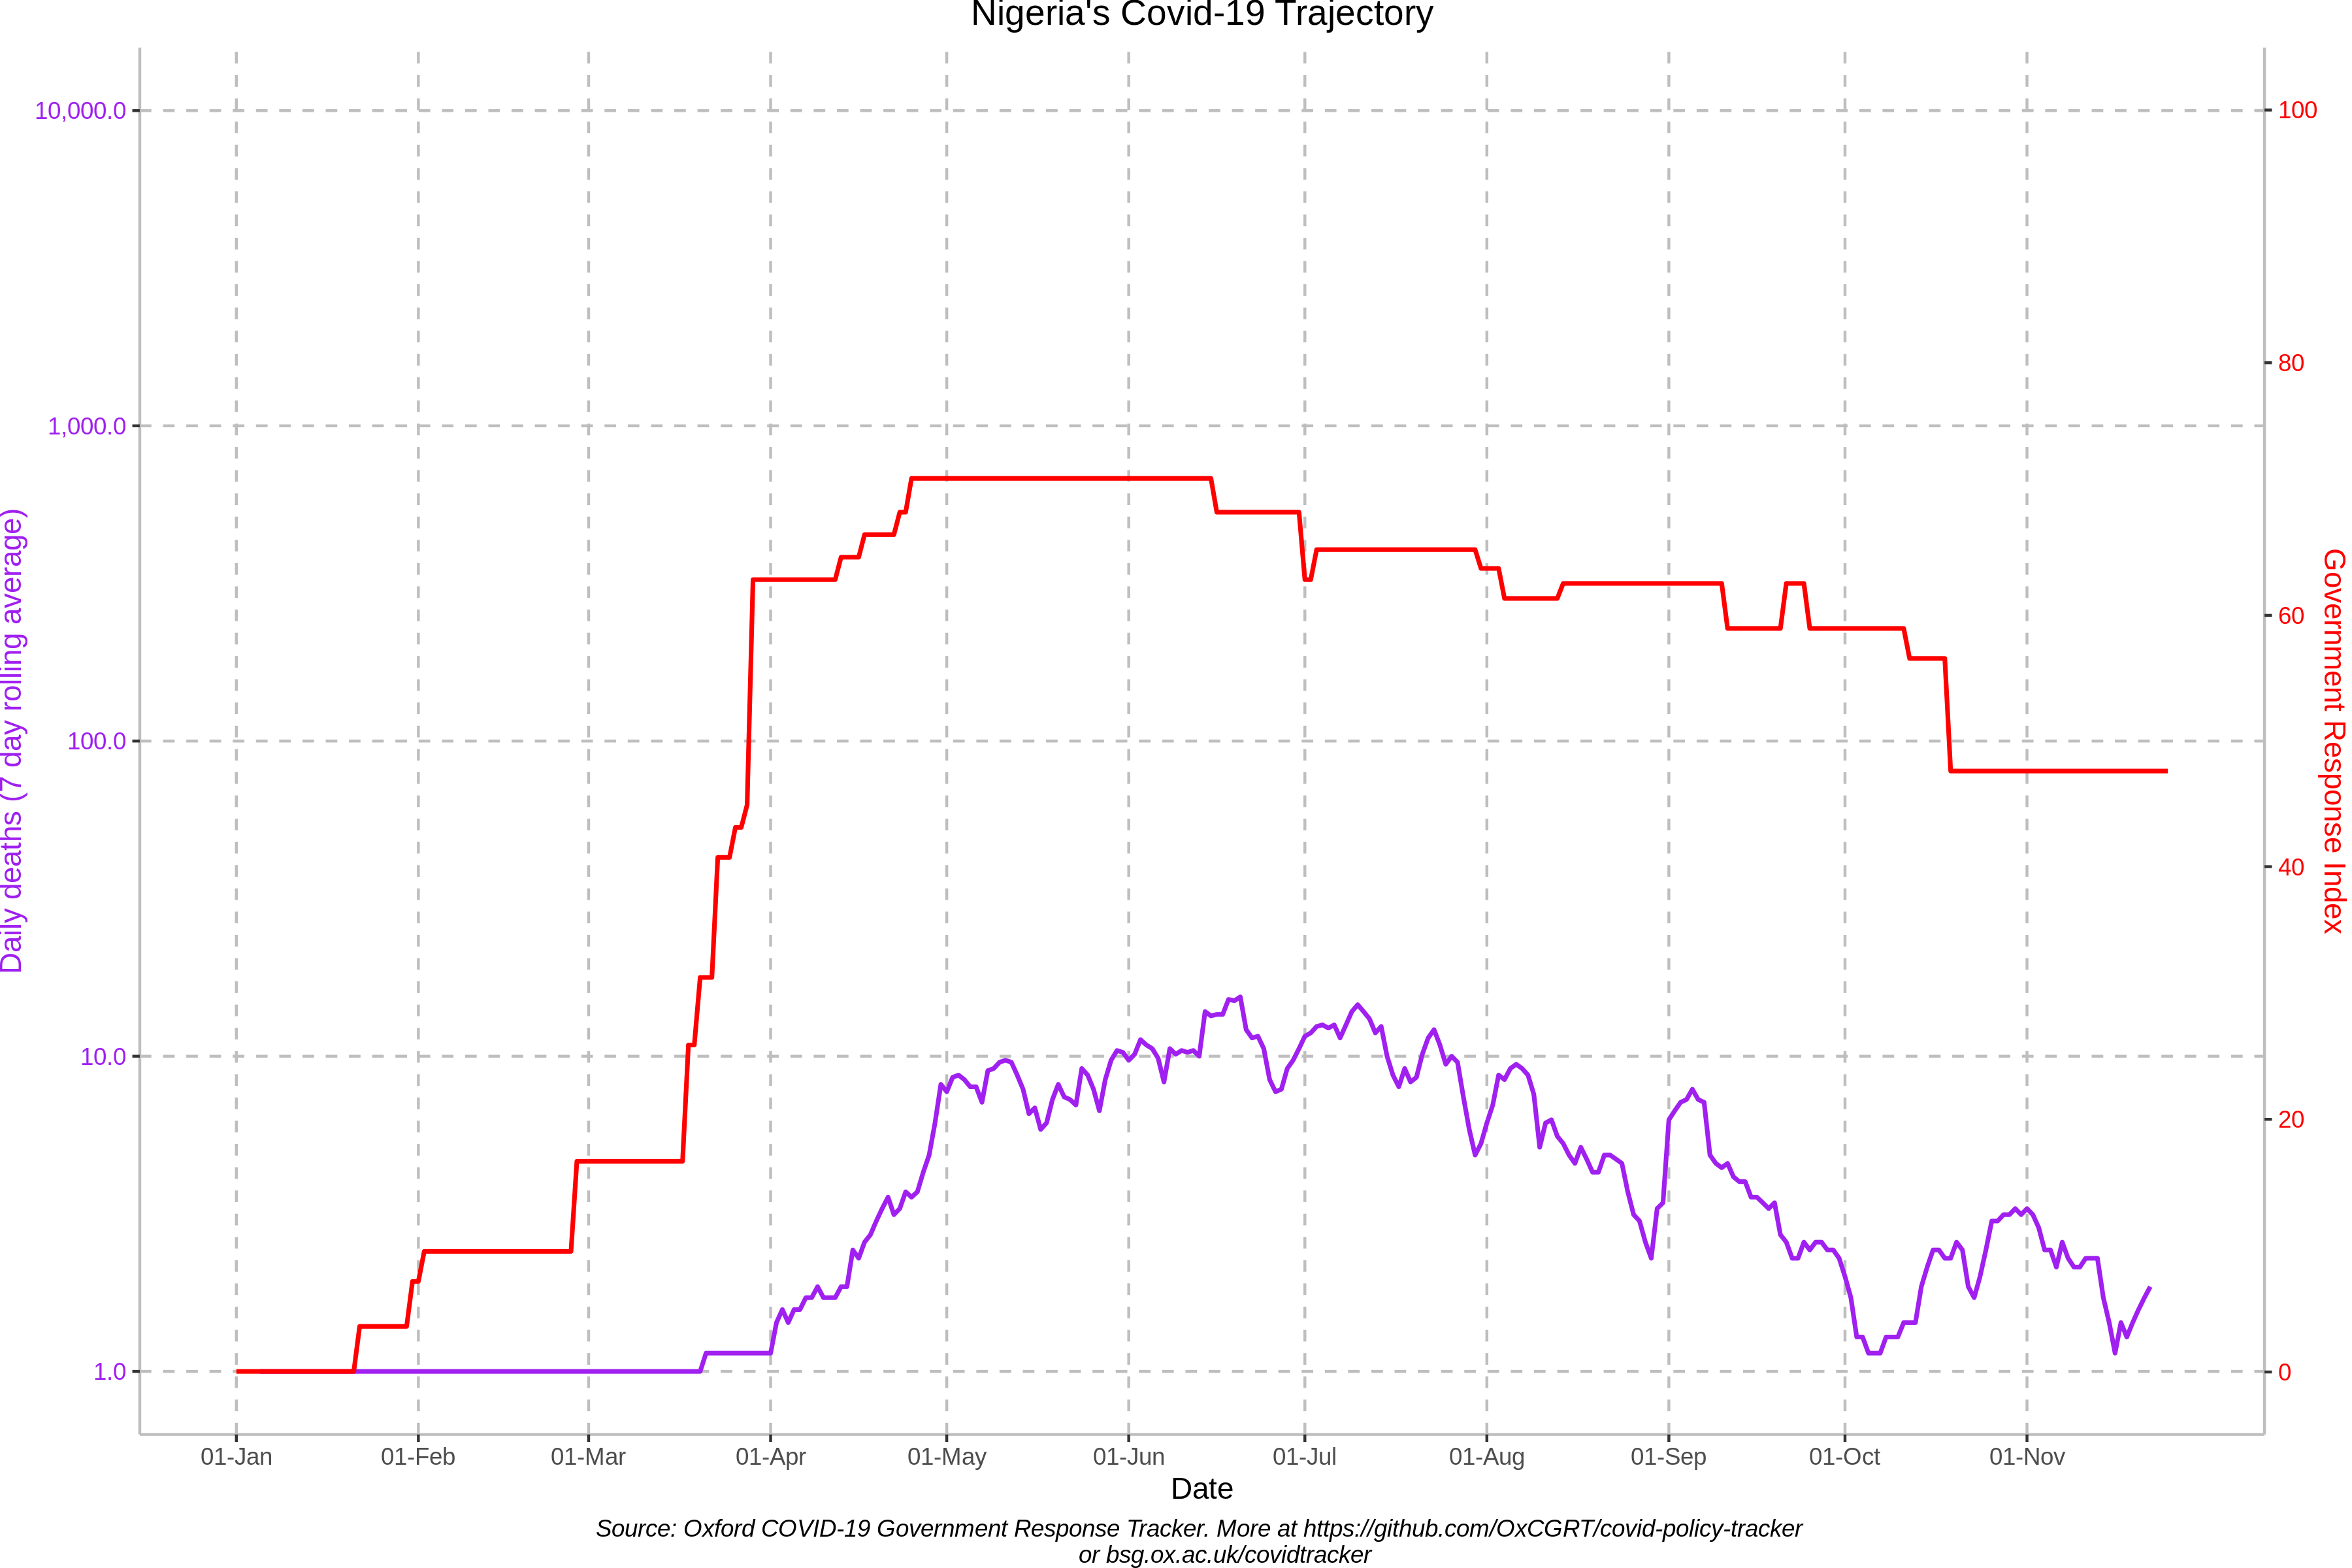 Nigeria's Covid-19 Trajectory
10,000.0
1,000.0
100.0
10.0
1.0
Daily deaths (7 day rolling average)
100
80
60
40
20
0
Government Response Index
01-Jan 01-Feb 01-Mar 01-Apr 01-May 01-Jun 01-Jul 01-Aug 01-Sep 01-Oct 01-Nov
Date
Source: Oxford COVID-19 Government Response Tracker. More at https://github.com/OxCGRT/covid-policy-tracker
or bsg.ox.ac.uk/covidtracker